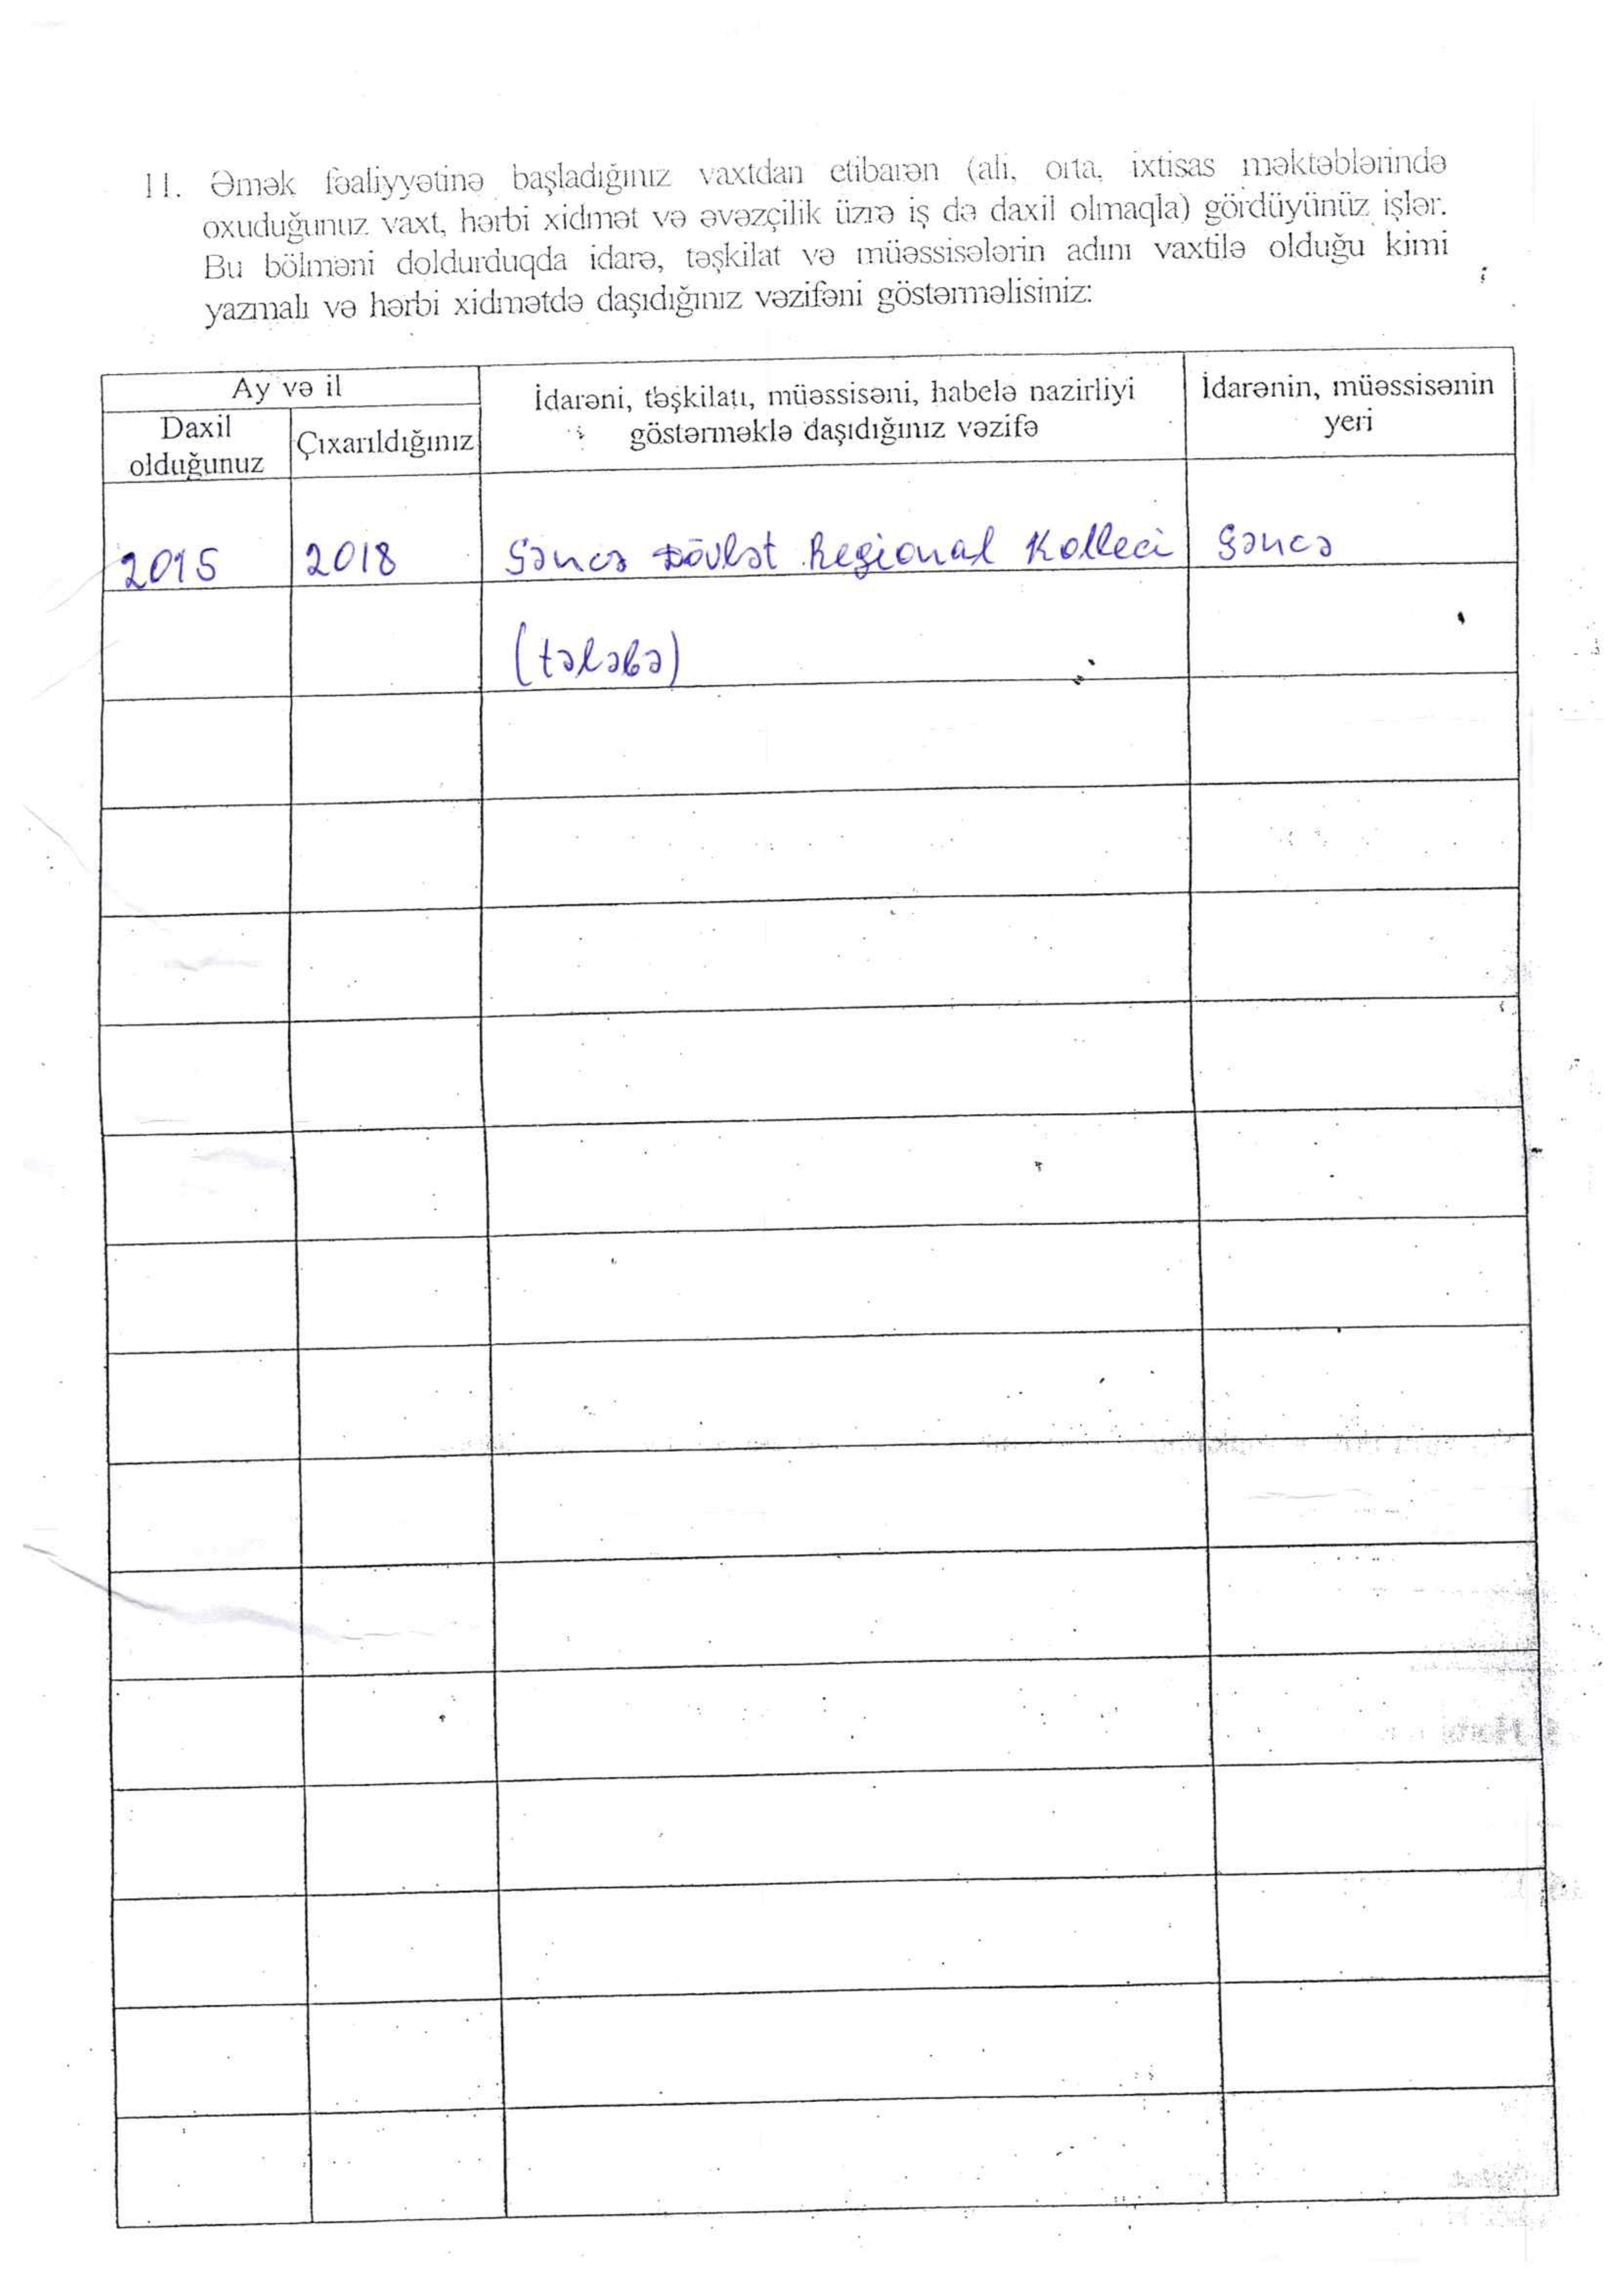 11. Əmək fəaliyyətinə başladığınız vaxtdan etibarən (ali, orta, ixtisas məktəblərində
oxuduğunuz vaxt, hərbi xidmət və əvəzçilik üzrə iş də daxil olmaqla) gördüyünüz işlər.
Bu bölməni doldurduqda idarə, təşkilat və müəssisələrin adını vaxtilə olduğu kimi
yazmalı və hərbi xidmətdə daşıdığınız vəzifəni göstərməlisiniz:
Ay və il
Daxil
olduğunuz
Çıxarıldığınız
İdarəni, təşkilatı, müəssisəni, habelə nazirliyi
göstərməklə daşıdığınız vəzifə
İdarənin, müəssisənin
yeri
2015 2018 Gəncə Dövlət Regional Kolleci Gəncə
(tələbə)